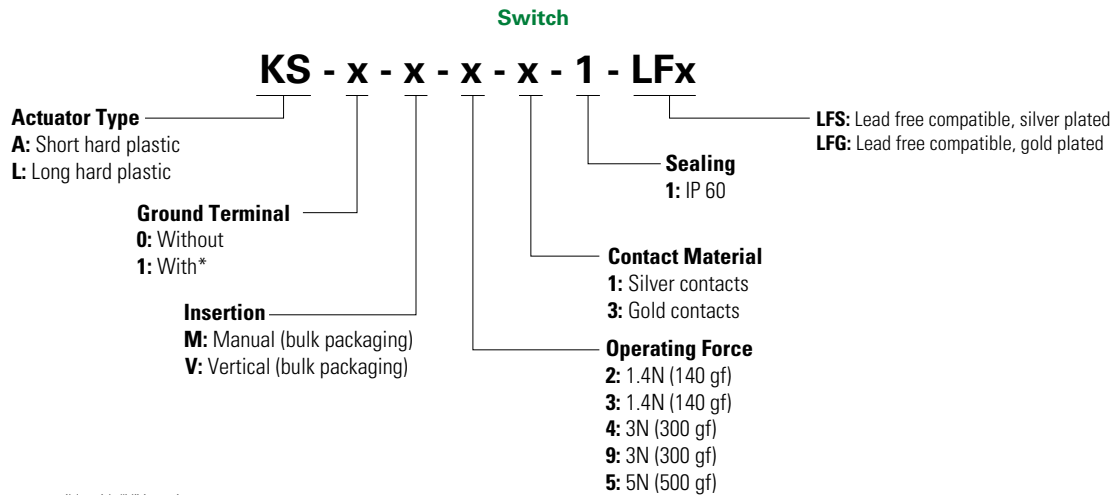 Switch
KS - x - x - x - x - 1 - LFx
Actuator Type
A: Short hard plastic
L: Long hard plastic
LFS: Lead free compatible, silver plated
LFG: Lead free compatible, gold plated
Sealing
1: IP 60
Ground Terminal
0: Without
1: With*
Contact Material
1: Silver contacts
3: Gold contacts
Insertion
M: Manual (bulk packaging)
V: Vertical (bulk packaging)
Operating Force
2: 1.4N (140 gf)
3: 1.4N (140 gf)
4: 3N (300 gf)
9: 3N (300 gf)
5: 5N (500 gf)